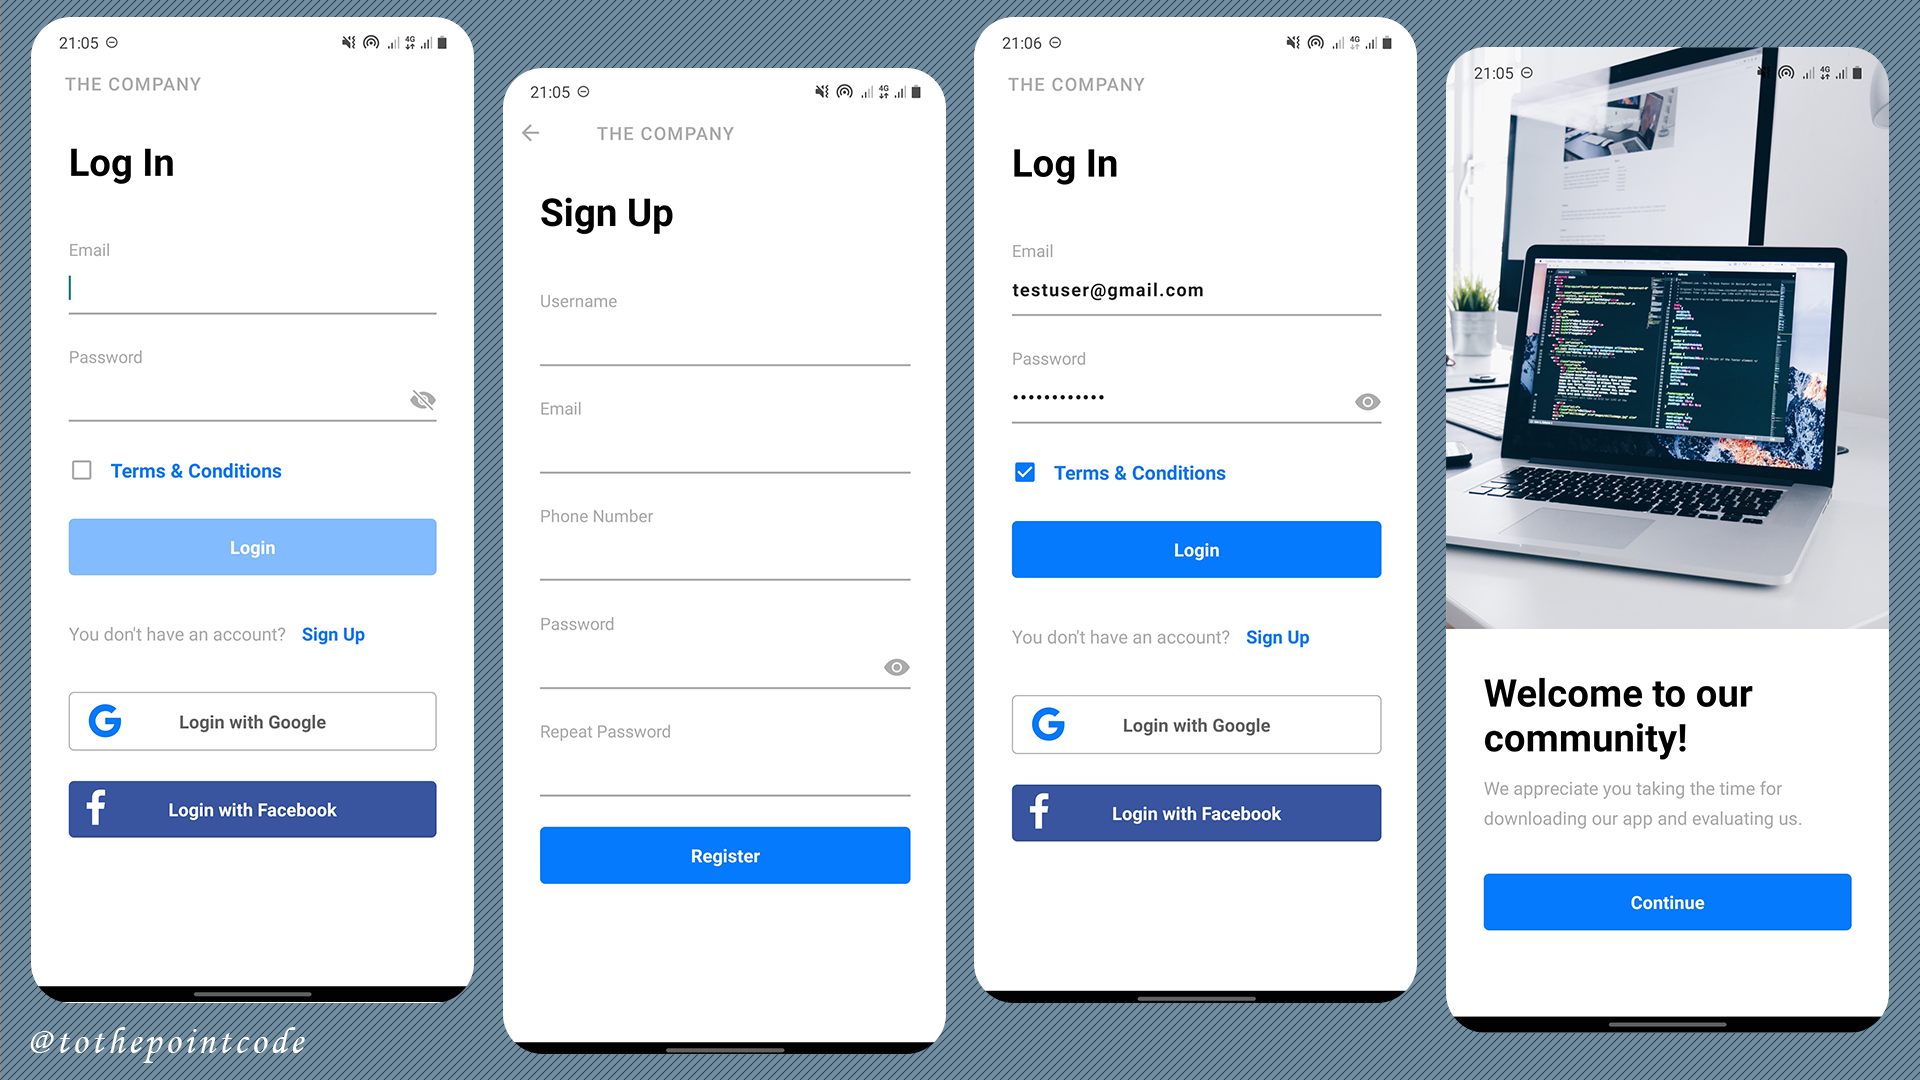 21:05
4G
THE COMPANY
Log In
Email
Password
Terms & Conditions
Login
You don't have an account? Sign Up
G Login with Google
f Login with Facebook
21:05
4G
THE COMPANY
Sign Up
Username
Email
Phone Number
Password
Repeat Password
Register
21:06
4G
THE COMPANY
Log In
Email
testuser@gmail.com
Password
••••••••••••
Terms & Conditions
Login
You don't have an account? Sign Up
G Login with Google
f Login with Facebook
21:05
4G
Welcome to our
community!
We appreciate you taking the time for
downloading our app and evaluating us.
Continue
@tothepointcode